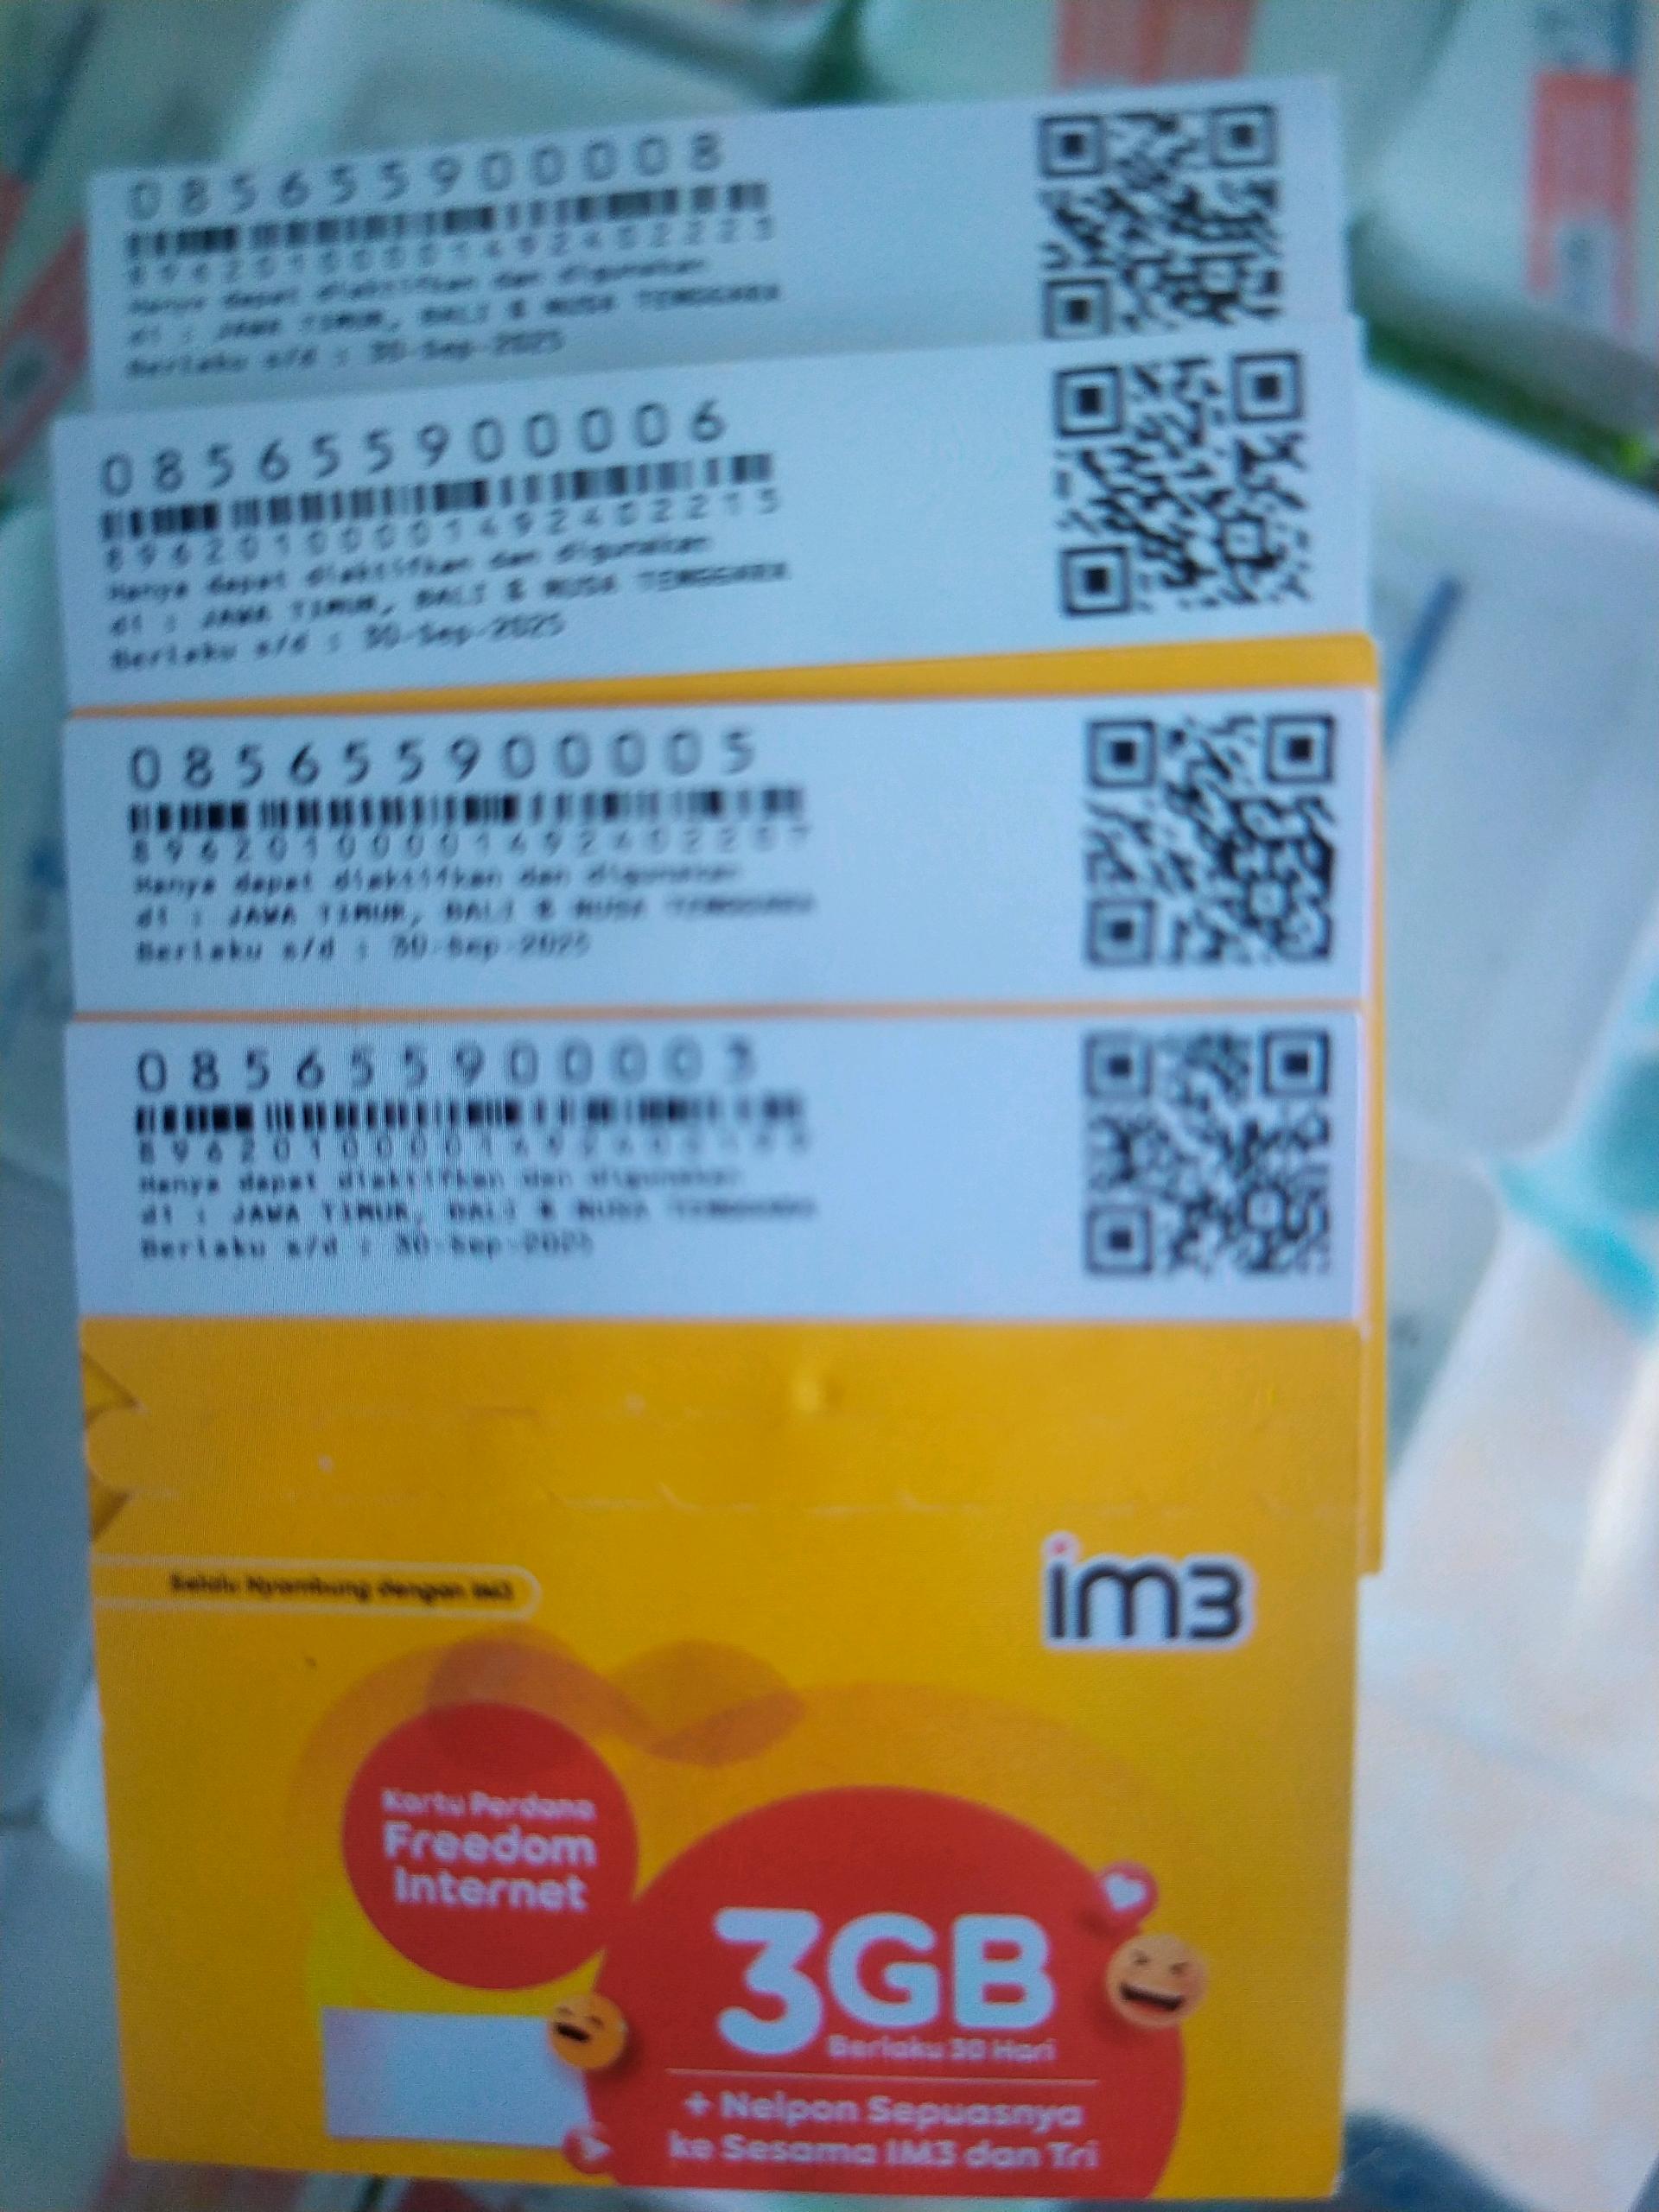 085655900008
89620100001492402223
Hanya dapat diaktifkan dan digunakan
di : JAWA TIMUR, BALI & NUSA TENGGARA
Berlaku s/d : 30-Sep-2025
085655900006
89620100001492402215
Hanya dapat diaktifkan dan digunakan
di : JAWA TIMUR, BALI & NUSA TENGGARA
Berlaku s/d : 30-Sep-2025
085655900005
89620100001492402207
Hanya dapat diaktifkan dan digunakan
di : JAWA TIMUR, BALI & NUSA TENGGARA
Berlaku s/d : 30-Sep-2025
085655900003
Hanya dapat diaktifkan dan digunakan
di : JAWA TIMUR, BALI & NUSA TENGGARA
Berlaku s/d : 30-Sep-2025
Selalu Nyambung dengan IM3
im3
Kartu Perdana
Freedom
Internet
3GB
Berlaku 30 Hari
+ Nelpon Sepuasnya
ke Sesama IM3 dan Tri